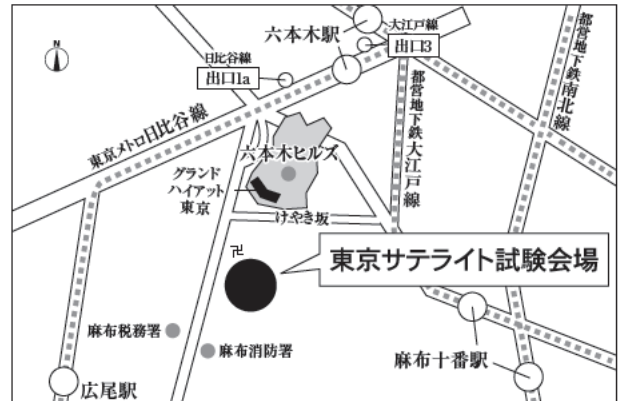 N
六本木駅
大江戸線
出口3
日比谷線
出口1a
東京メトロ日比谷線
都営地下鉄大江戸線
都営地下鉄南北線
六本木ヒルズ
グランド
ハイアット
東京
けやき坂
卍
東京サテライト試験会場
麻布税務署
麻布消防署
麻布十番駅
広尾駅